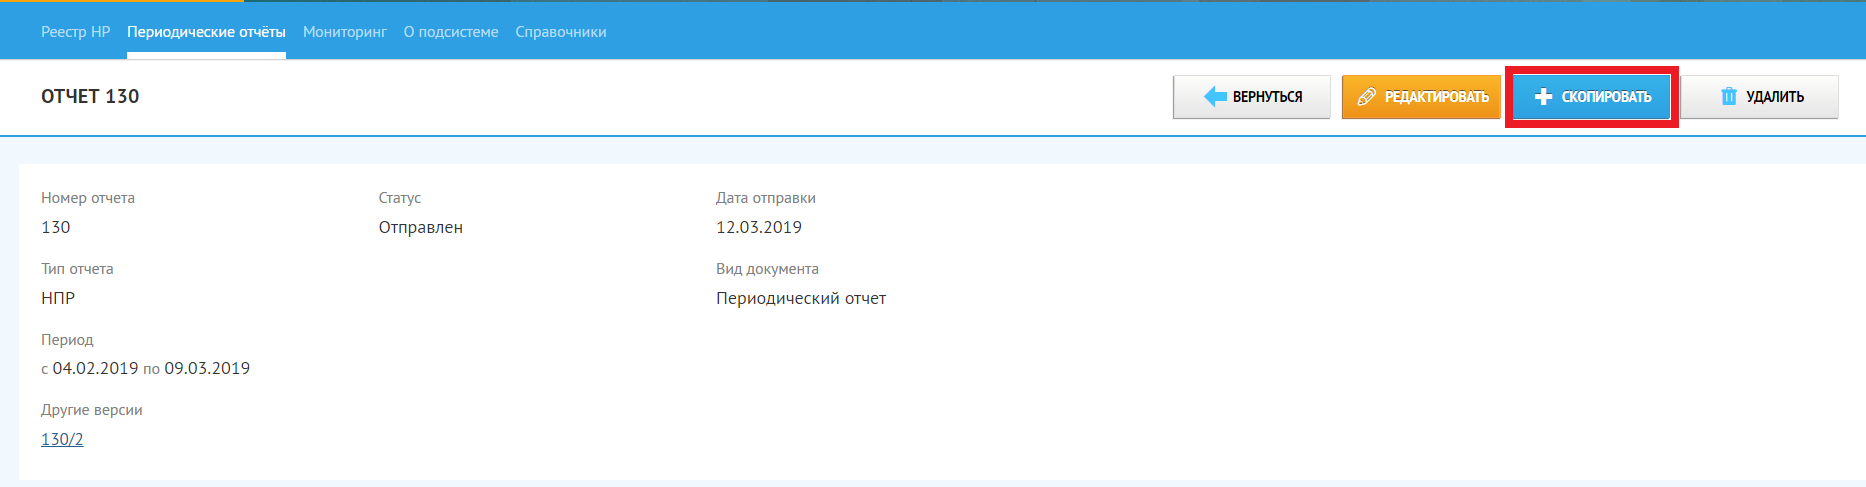 Реестр НР Периодические отчёты Мониторинг О подсистеме Справочники
ОТЧЕТ 130 ВЕРНУТЬСЯ РЕДАКТИРОВАТЬ СКОПИРОВАТЬ УДАЛИТЬ
Номер отчета Статус Дата отправки
130 Отправлен 12.03.2019
Тип отчета Вид документа
НПР Периодический отчет
Период
с 04.02.2019 по 09.03.2019
Другие версии
130/2